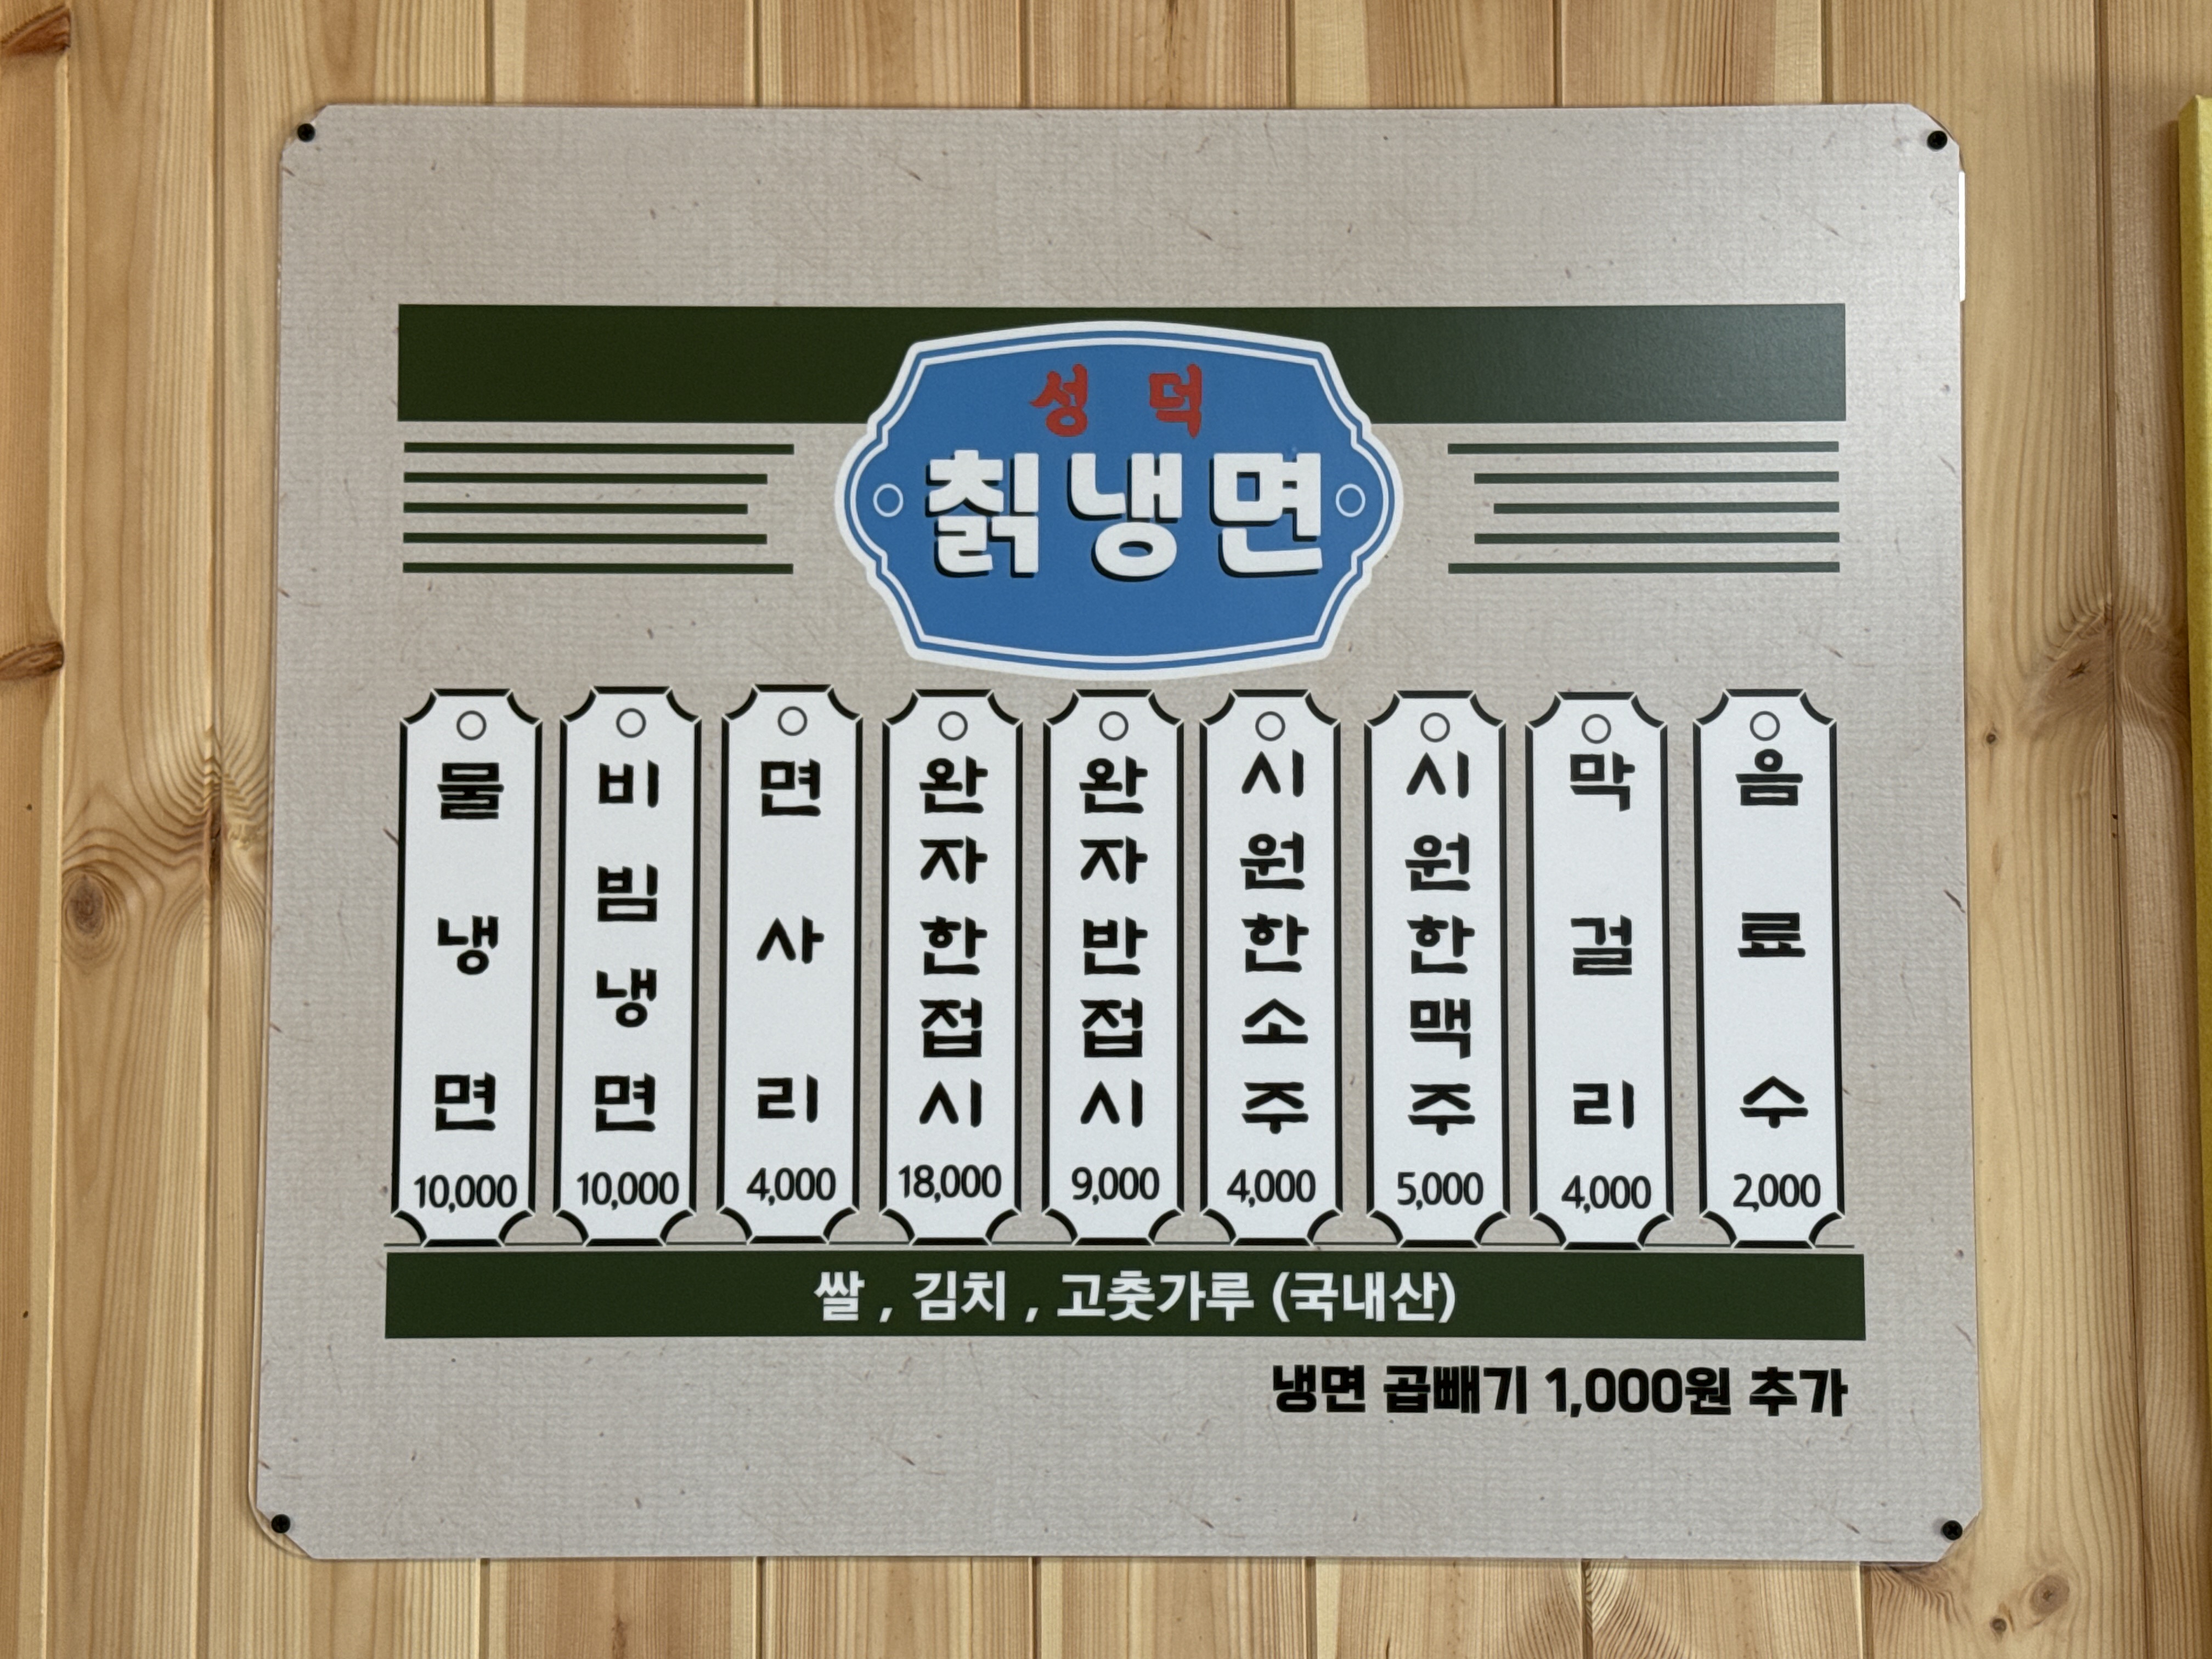 성덕
칡냉면
물냉면
10,000
비빔냉면
10,000
면사리
4,000
완자한접시
18,000
완자반접시
9,000
시원한소주
4,000
시원한맥주
5,000
막걸리
4,000
음료수
2,000
쌀 , 김치 , 고춧가루 (국내산)
냉면 곱빼기 1,000원 추가